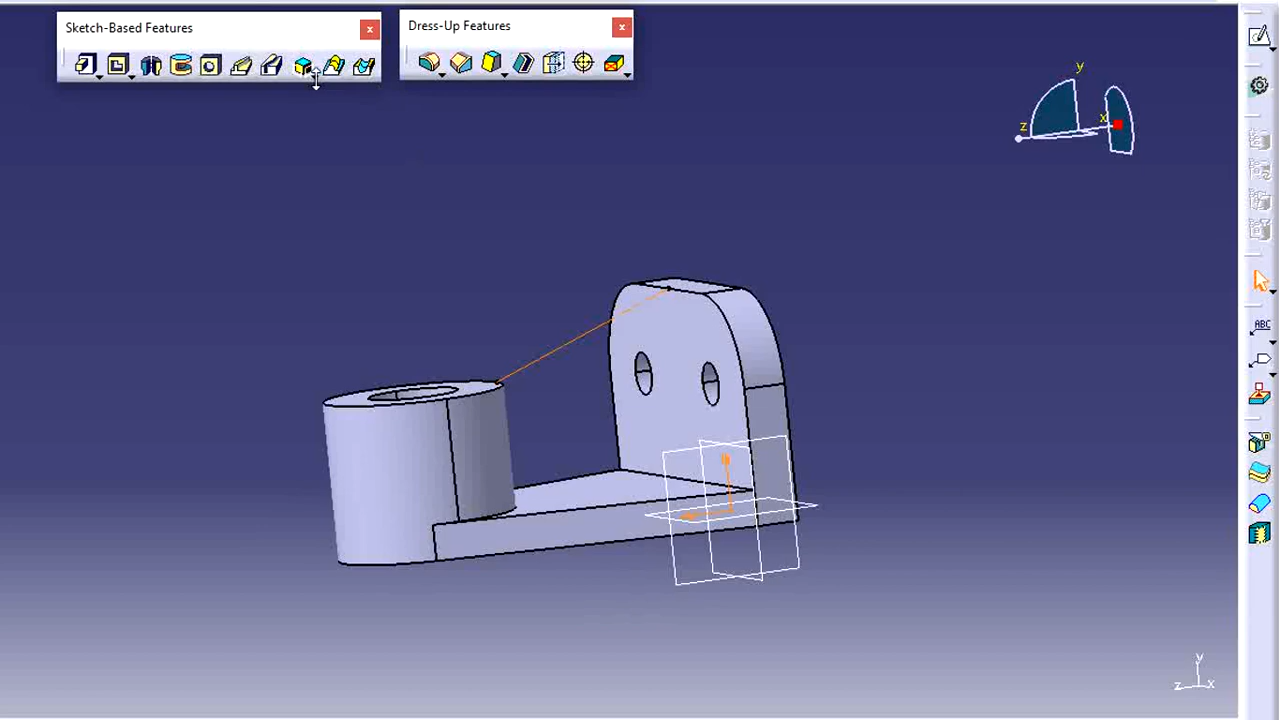 Sketch-Based Features
x
Dress-Up Features
x
y
z
x
ABC
y
z
x